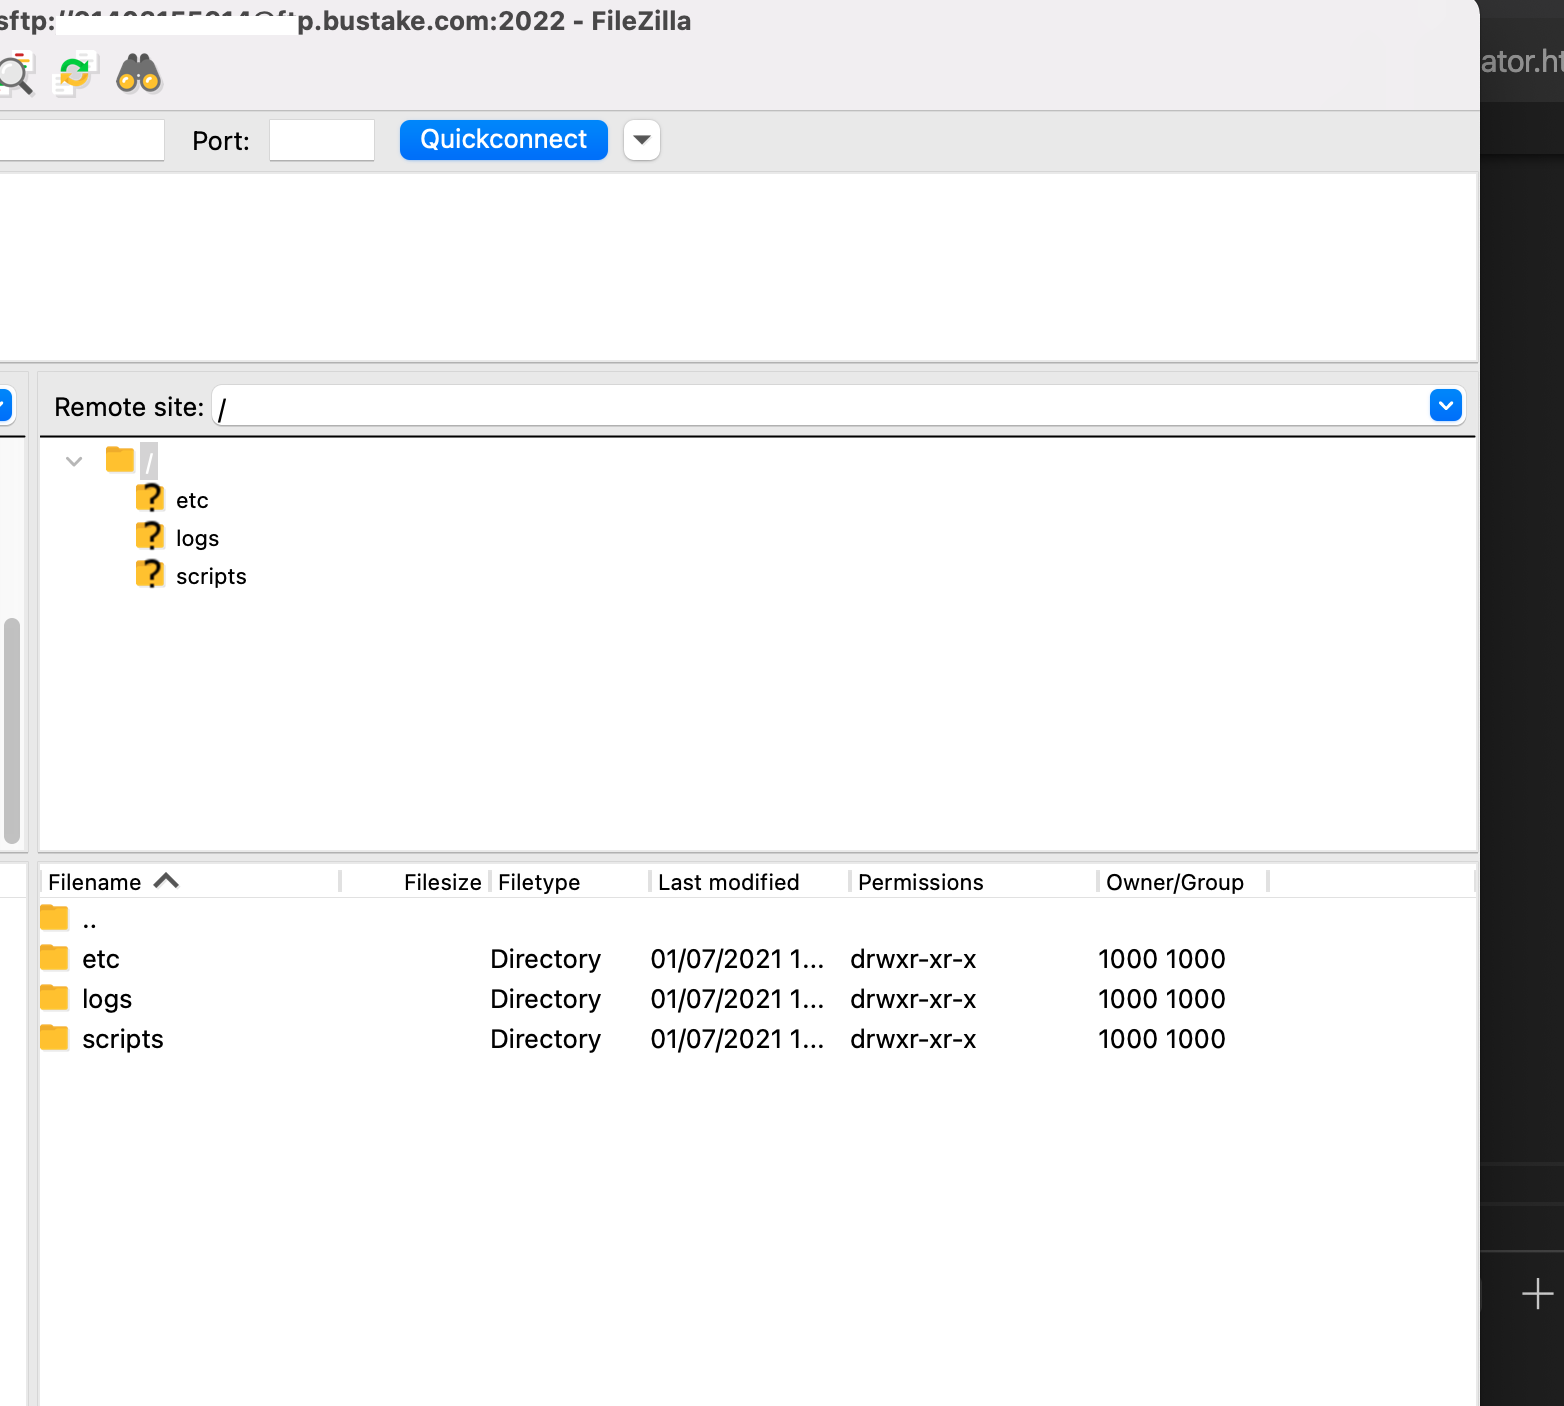 p.bustake.com:2022 - FileZilla
ator.ht
Port:
Quickconnect
Remote site: /
/
etc
logs
scripts
Filename Filesize Filetype Last modified Permissions Owner/Group
..
etc Directory 01/07/2021 1... drwxr-xr-x 1000 1000
logs Directory 01/07/2021 1... drwxr-xr-x 1000 1000
scripts Directory 01/07/2021 1... drwxr-xr-x 1000 1000